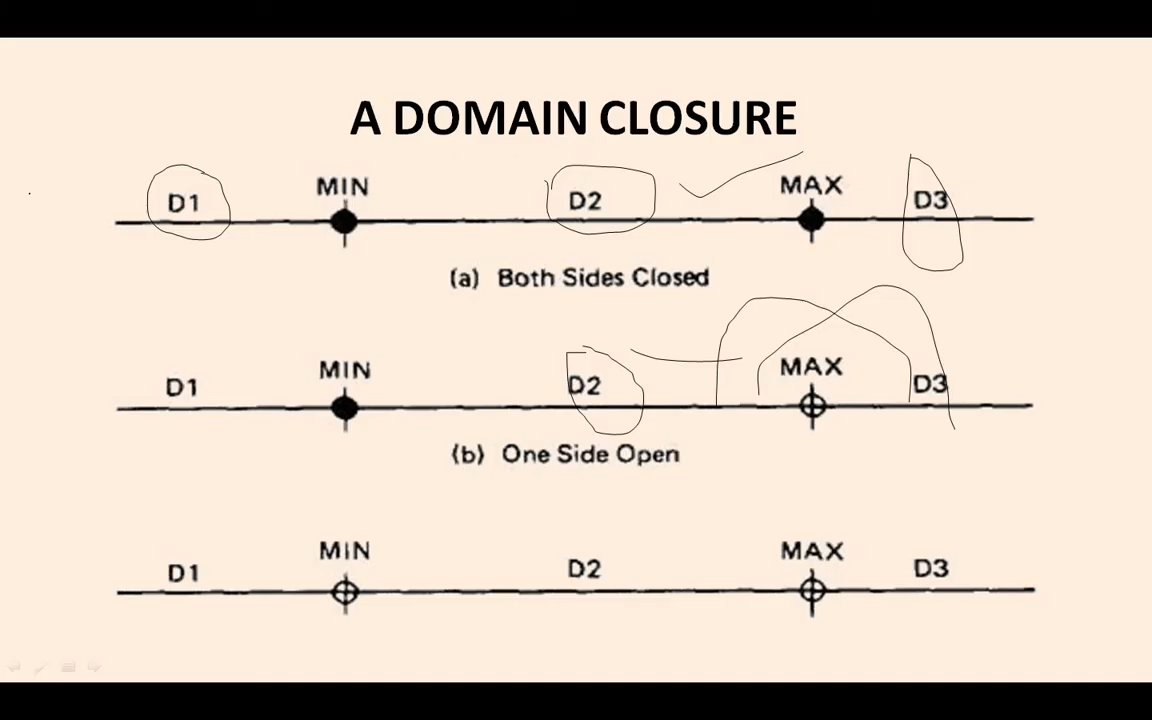 A DOMAIN CLOSURE
D1 MIN D2 MAX D3
(a) Both Sides Closed
D1 MIN D2 MAX D3
(b) One Side Open
D1 MIN D2 MAX D3